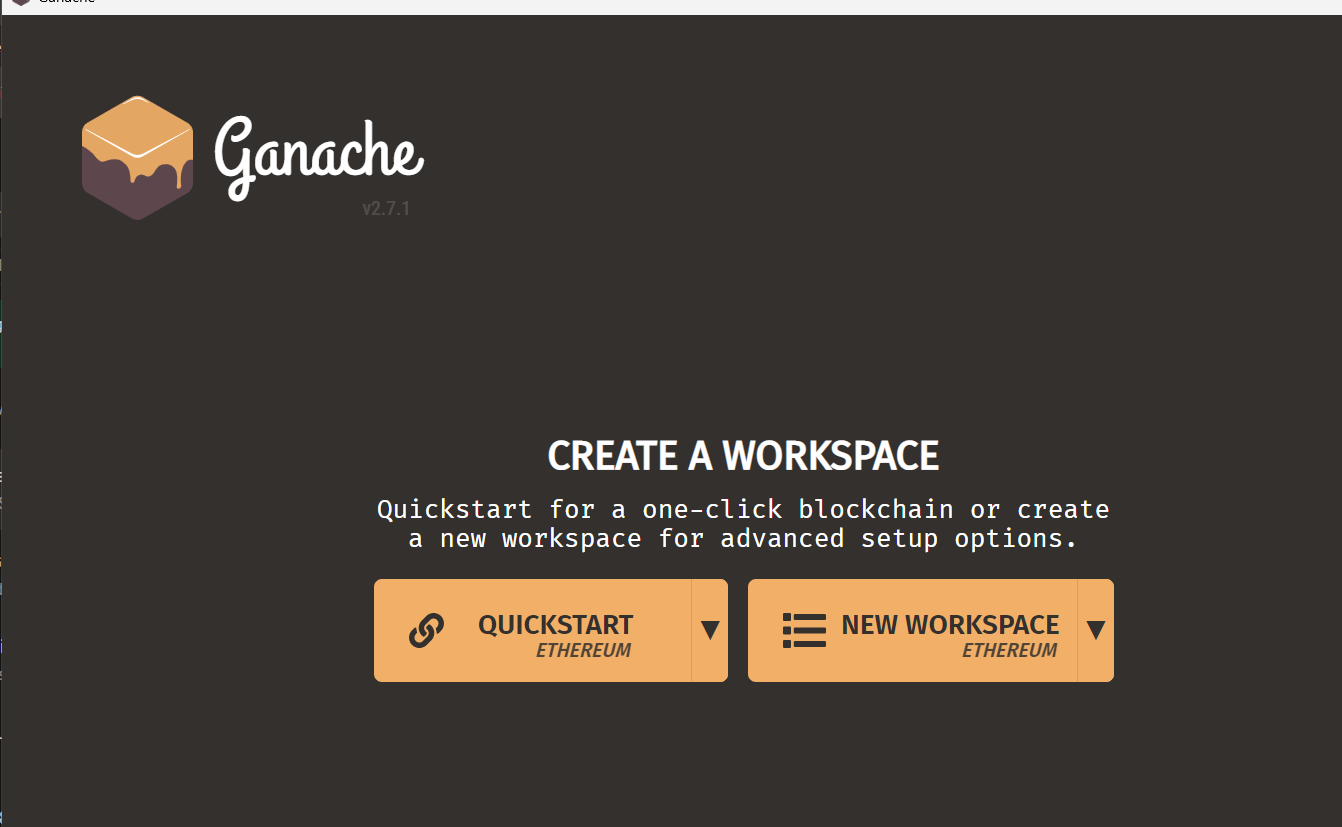 Ganache
Ganache
v2.7.1
CREATE A WORKSPACE
Quickstart for a one-click blockchain or create
a new workspace for advanced setup options.
QUICKSTART
ETHEREUM
NEW WORKSPACE
ETHEREUM